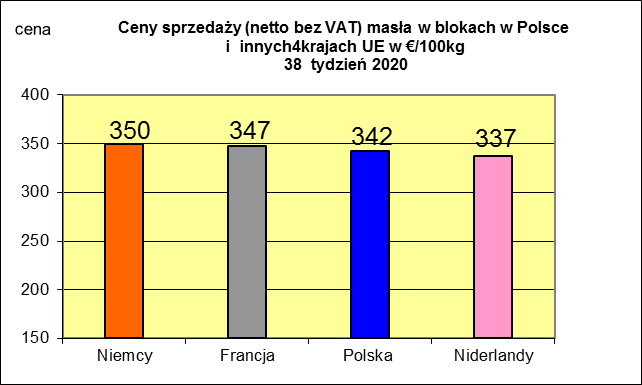 cena
Ceny sprzedaży (netto bez VAT) masła w blokach w Polsce
i innych4krajach UE w €/100kg
38 tydzień 2020
400
350
300
250
200
150
350
347
342
337
Niemcy
Francja
Polska
Niderlandy